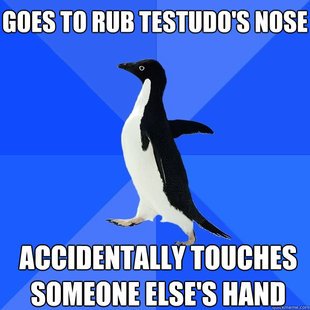 GOES TO RUB TESTUDO'S NOSE
ACCIDENTALLY TOUCHES
SOMEONE ELSE'S HAND